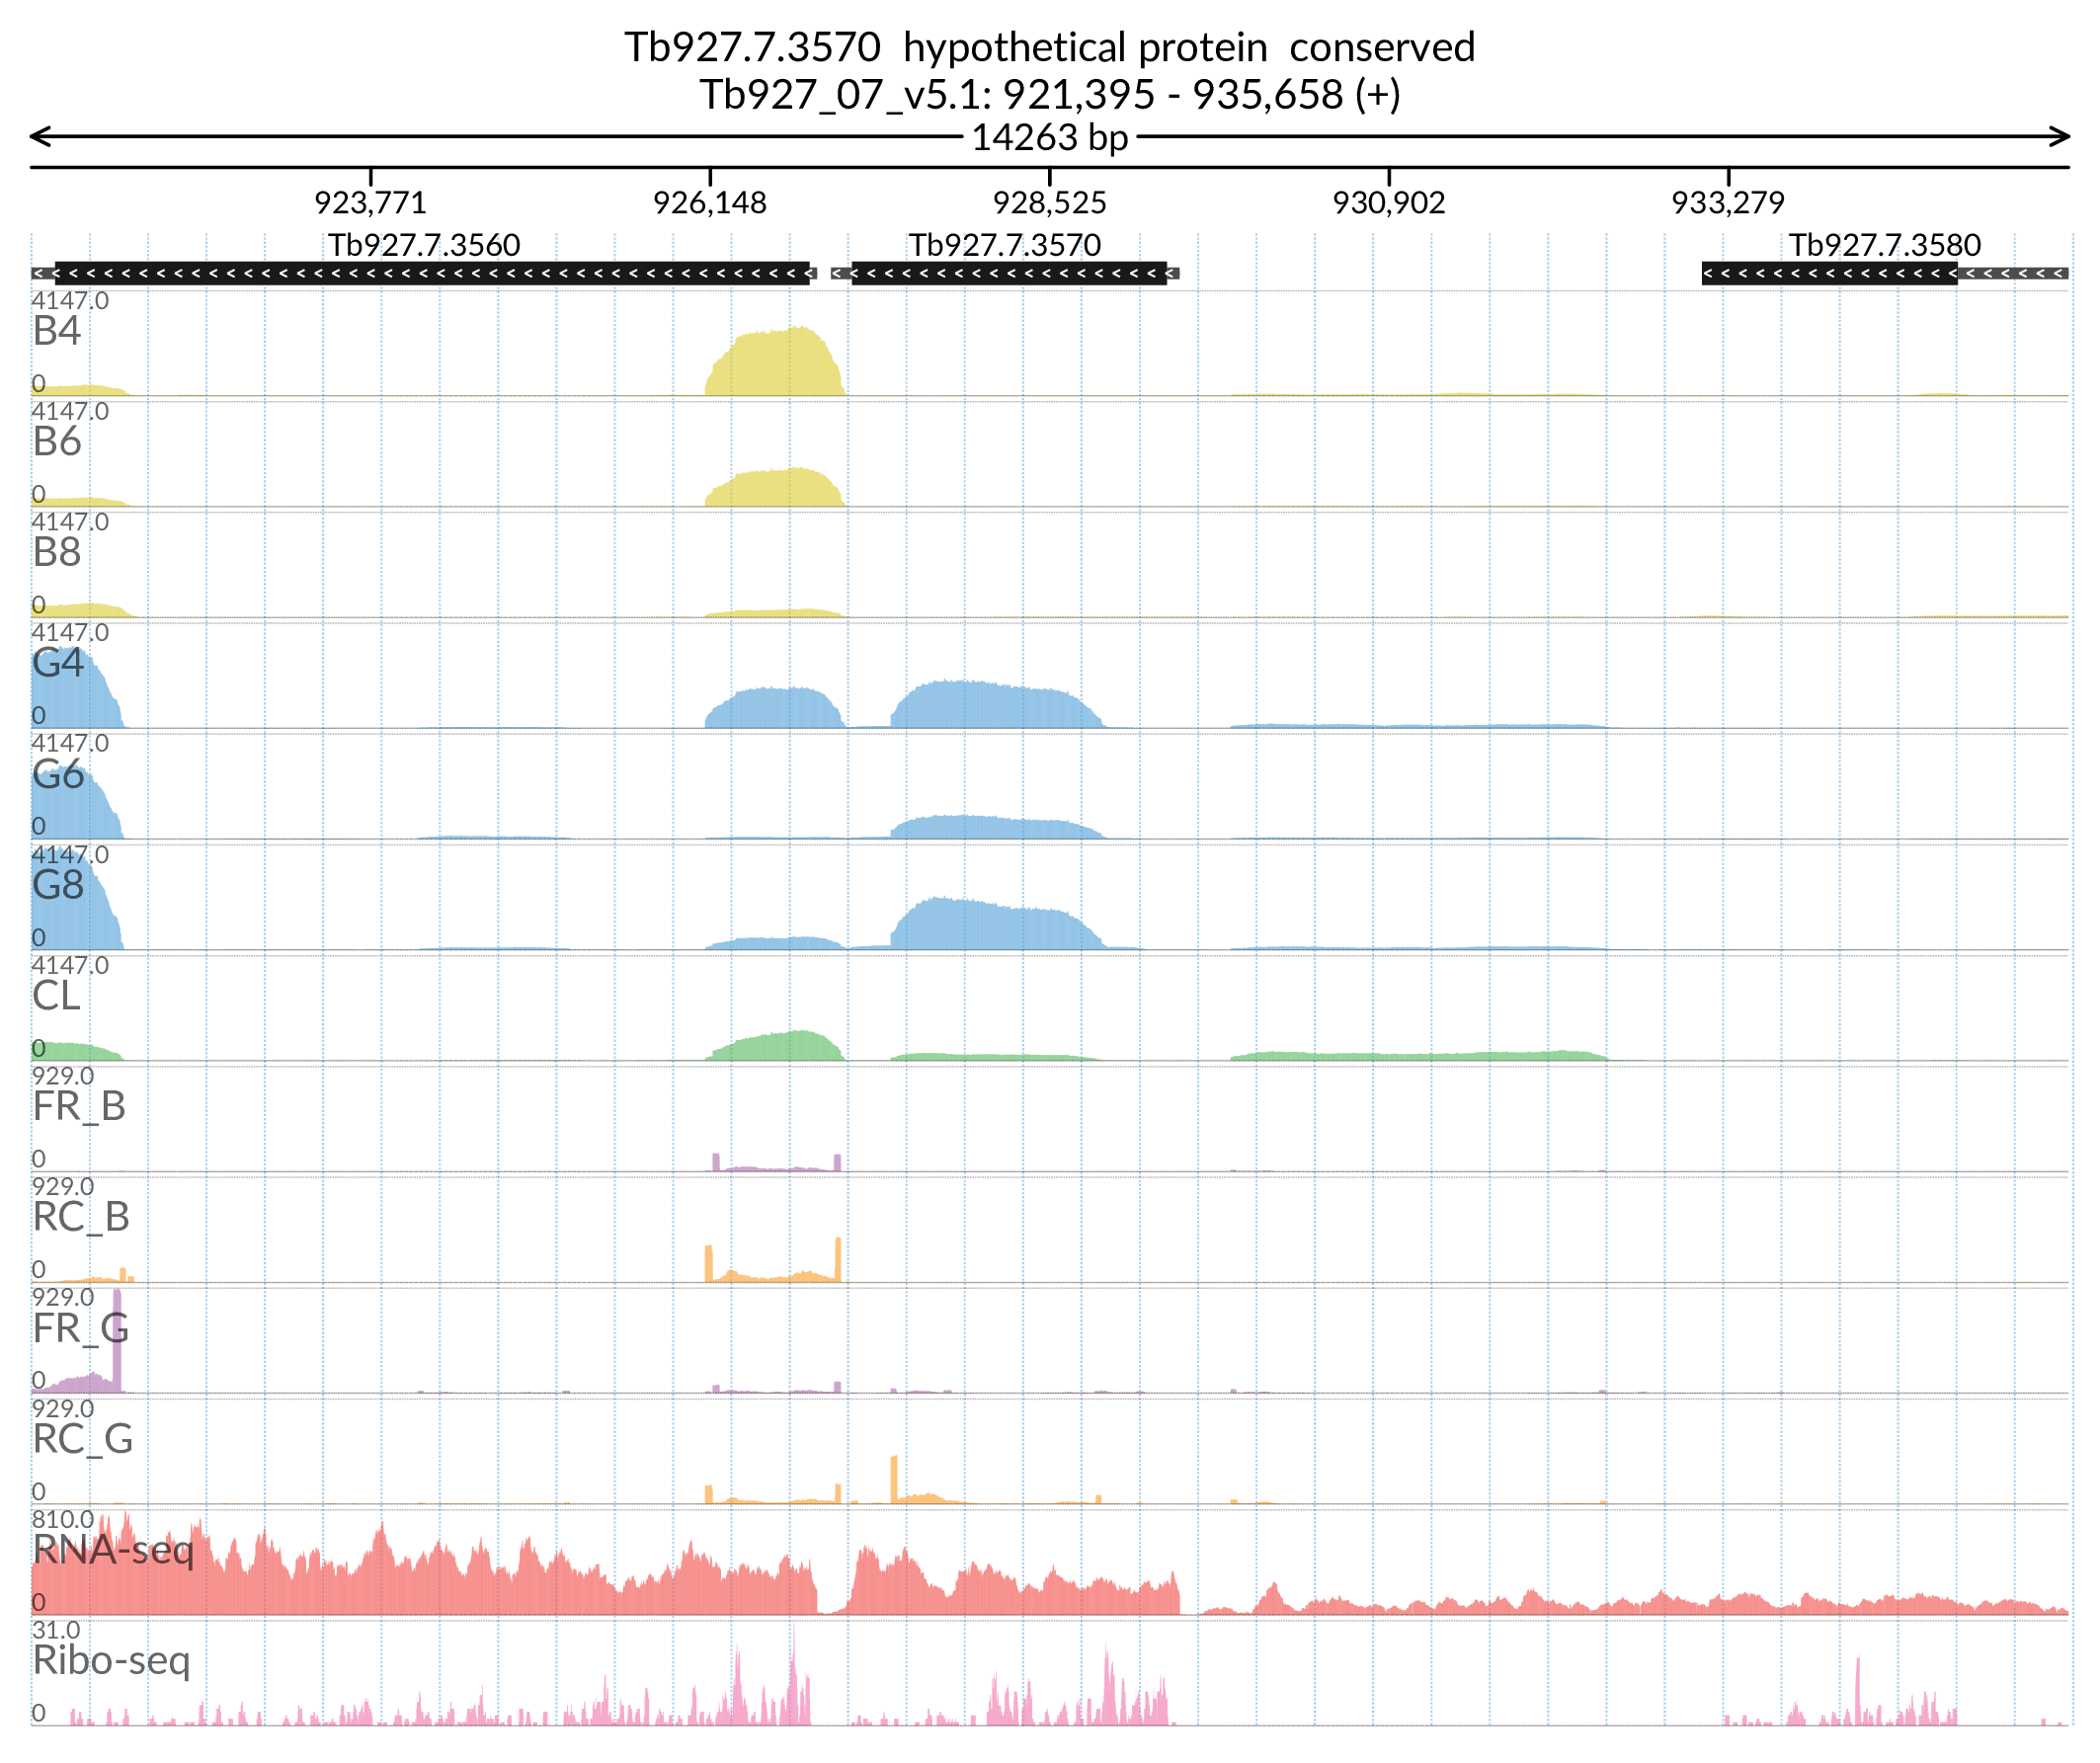 Tb927.7.3570 hypothetical protein conserved
Tb927_07_v5.1: 921,395 - 935,658 (+)
14263 bp
923,771 926,148 928,525 930,902 933,279
Tb927.7.3560 Tb927.7.3570 Tb927.7.3580
4147.0
B4
0
4147.0
B6
0
4147.0
B8
0
4147.0
G4
0
4147.0
G6
0
4147.0
G8
0
4147.0
CL
0
929.0
FR_B
0
929.0
RC_B
0
929.0
FR_G
0
929.0
RC_G
0
810.0
RNA-seq
0
31.0
Ribo-seq
0